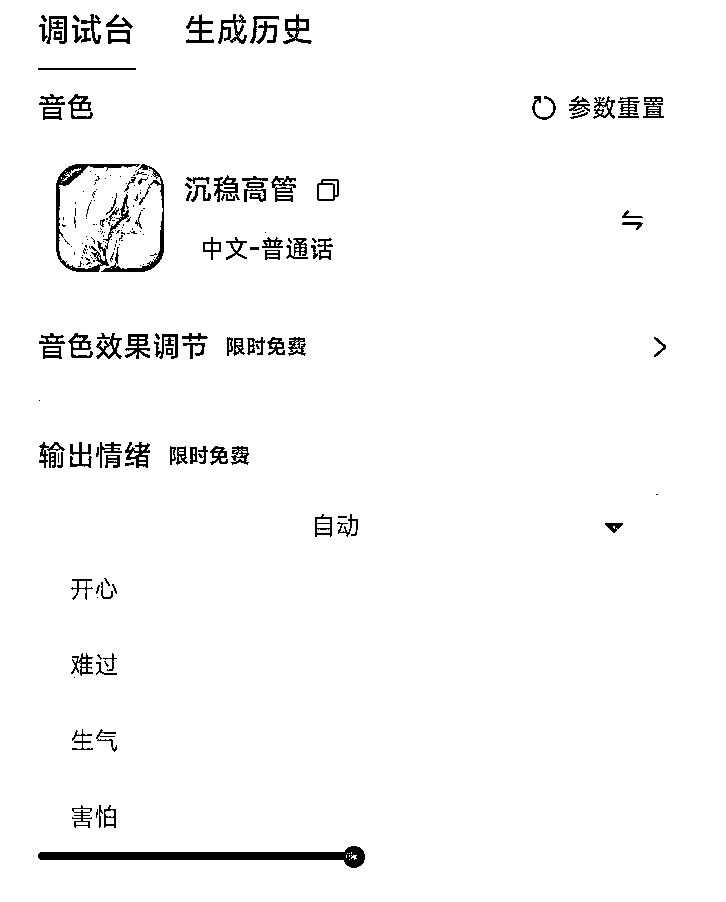 调试台 生成历史
音色 参数重置
沉稳高管
中文-普通话
音色效果调节 限时免费
输出情绪 限时免费
自动
开心
难过
生气
害怕